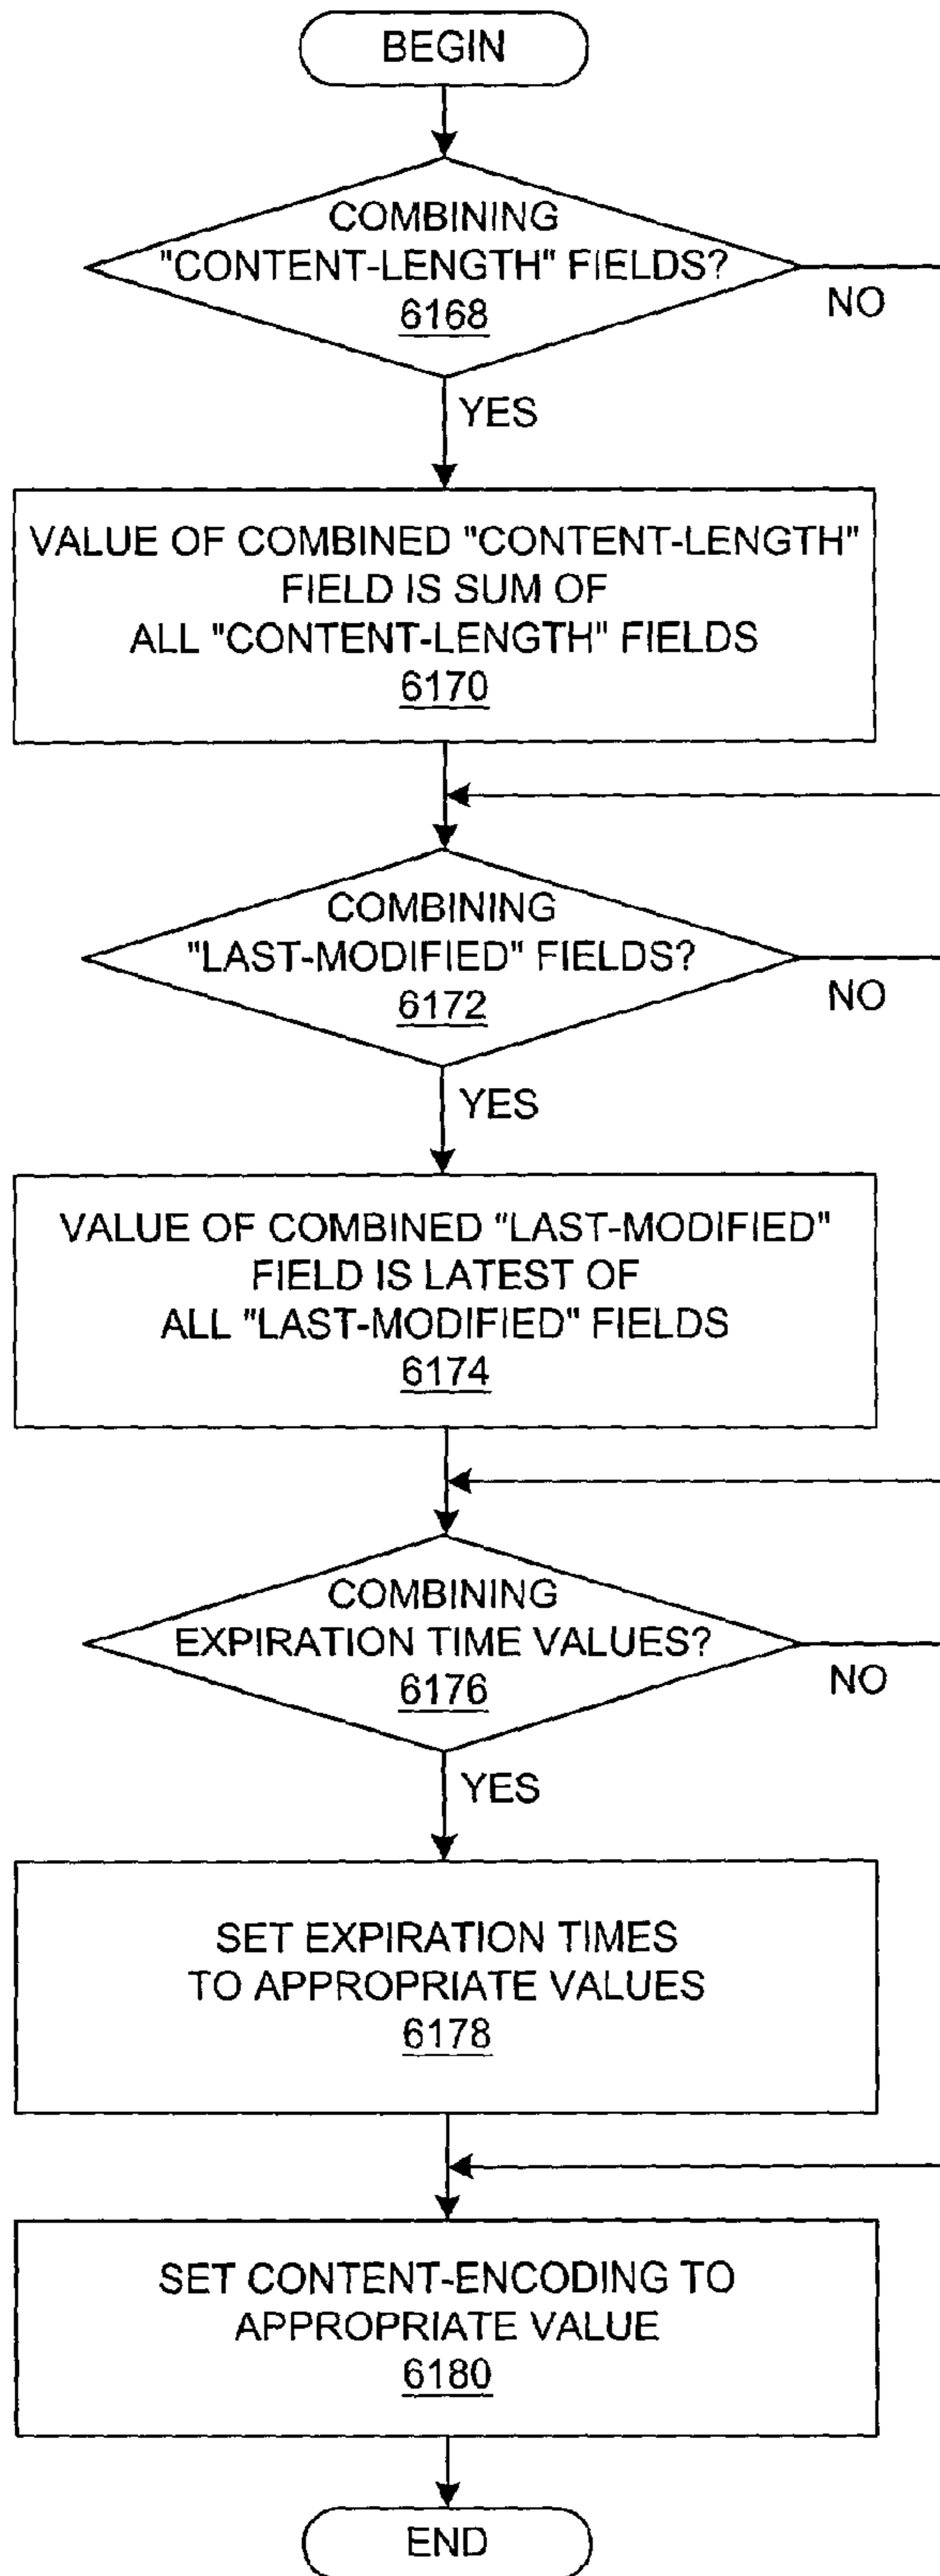 BEGIN
COMBINING
"CONTENT-LENGTH" FIELDS?
6168
NO
YES
VALUE OF COMBINED "CONTENT-LENGTH"
FIELD IS SUM OF
ALL "CONTENT-LENGTH" FIELDS
6170
COMBINING
"LAST-MODIFIED" FIELDS?
6172
NO
YES
VALUE OF COMBINED "LAST-MODIFIED"
FIELD IS LATEST OF
ALL "LAST-MODIFIED" FIELDS
6174
COMBINING
EXPIRATION TIME VALUES?
6176
NO
YES
SET EXPIRATION TIMES
TO APPROPRIATE VALUES
6178
SET CONTENT-ENCODING TO
APPROPRIATE VALUE
6180
END